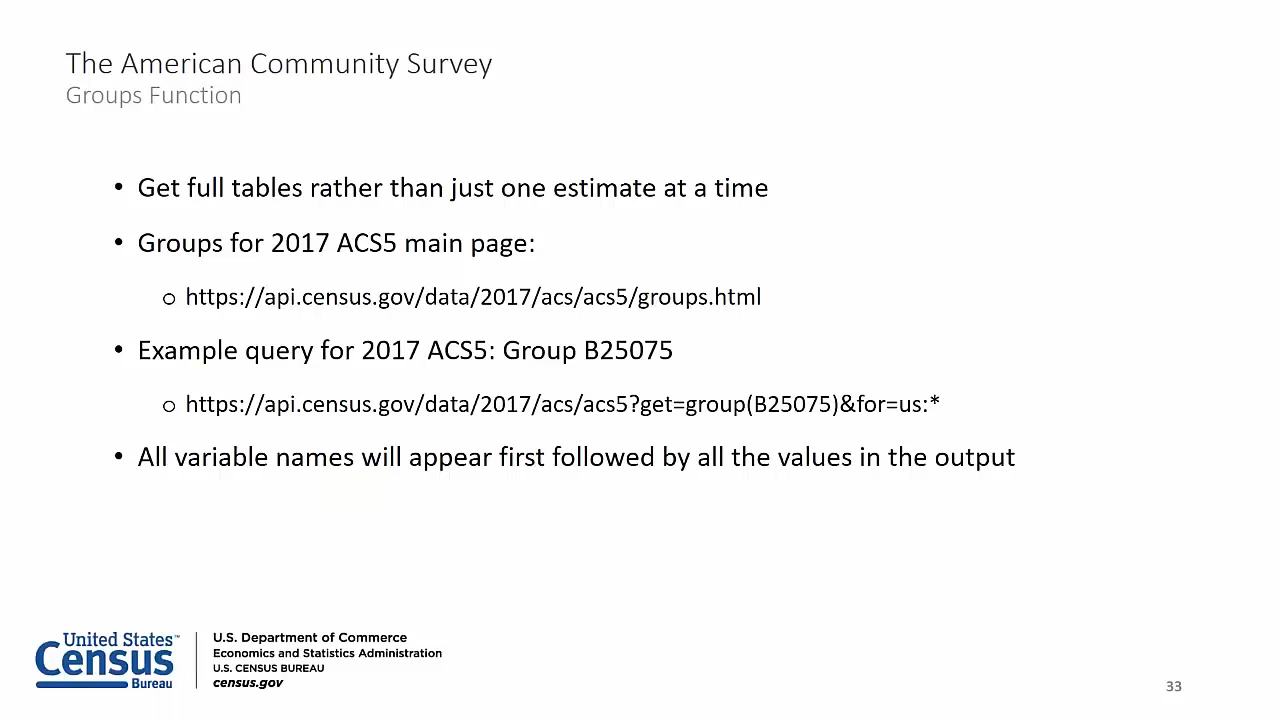 The American Community Survey
Groups Function
• Get full tables rather than just one estimate at a time
• Groups for 2017 ACS5 main page:
o https://api.census.gov/data/2017/acs/acs5/groups.html
• Example query for 2017 ACS5: Group B25075
o https://api.census.gov/data/2017/acs/acs5?get=group(B25075)&for=us:*
• All variable names will appear first followed by all the values in the output
United States™
Census
Bureau
U.S. Department of Commerce
Economics and Statistics Administration
U.S. CENSUS BUREAU
census.gov
33